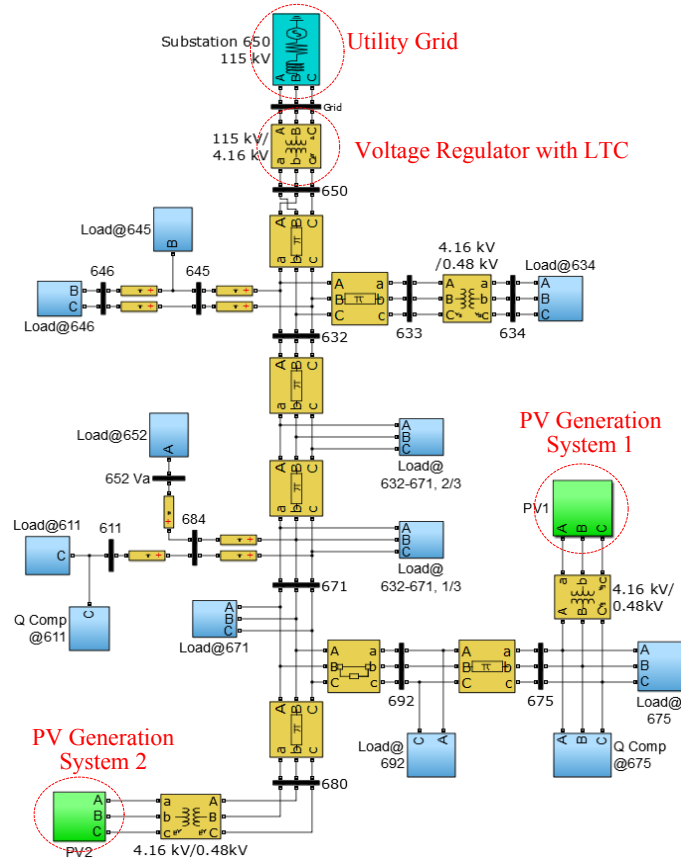 Substation 650
115 kV
A
B
C
Utility Grid
Grid
115 kV/
4.16 kV
A
B
C
a
b
c
Voltage Regulator with LTC
650
A
B
C
π
a
b
c
Load@645
B
4.16 kV
/0.48 kV
Load@634
646
645
B
C
Load@646
A
B
C
π
a
b
c
A
B
C
a
b
c
A
B
C
633
634
632
A
B
C
π
a
b
c
Load@652
A
652 Va
A
B
C
Load@
632-671, 2/3
PV Generation
System 1
A
B
C
π
a
b
c
PV1
A
B
C
Load@611
C
611
684
A
B
C
Load@
632-671, 1/3
a
b
c
A
B
C
4.16 kV/
0.48kV
671
C
Q Comp
@611
A
B
C
Load@671
A
B
C
a
b
c
692
A
B
C
π
a
b
c
675
A
B
C
Load@
675
A
B
C
π
a
b
c
Load@
692
C
A
A
B
C
Q Comp
@675
PV Generation
System 2
680
A
B
C
PV2
a
b
c
A
B
C
4.16 kV/0.48kV